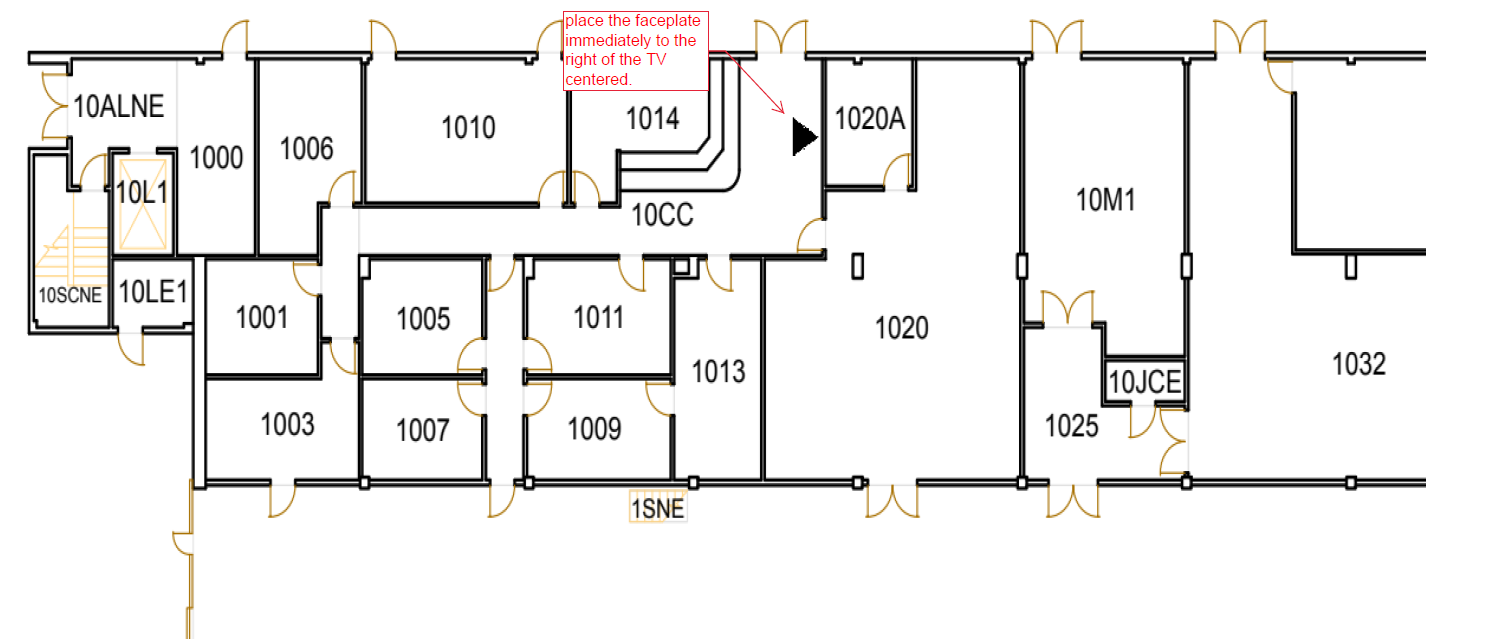 place the faceplate
immediately to the
right of the TV
centered.
10ALNE
1000
1006
1010
1014
1020A
10L1
10CC
10M1
10SCNE
10LE1
1001
1005
1011
1013
1020
1032
1003
1007
1009
1025
10JCE
1SNE